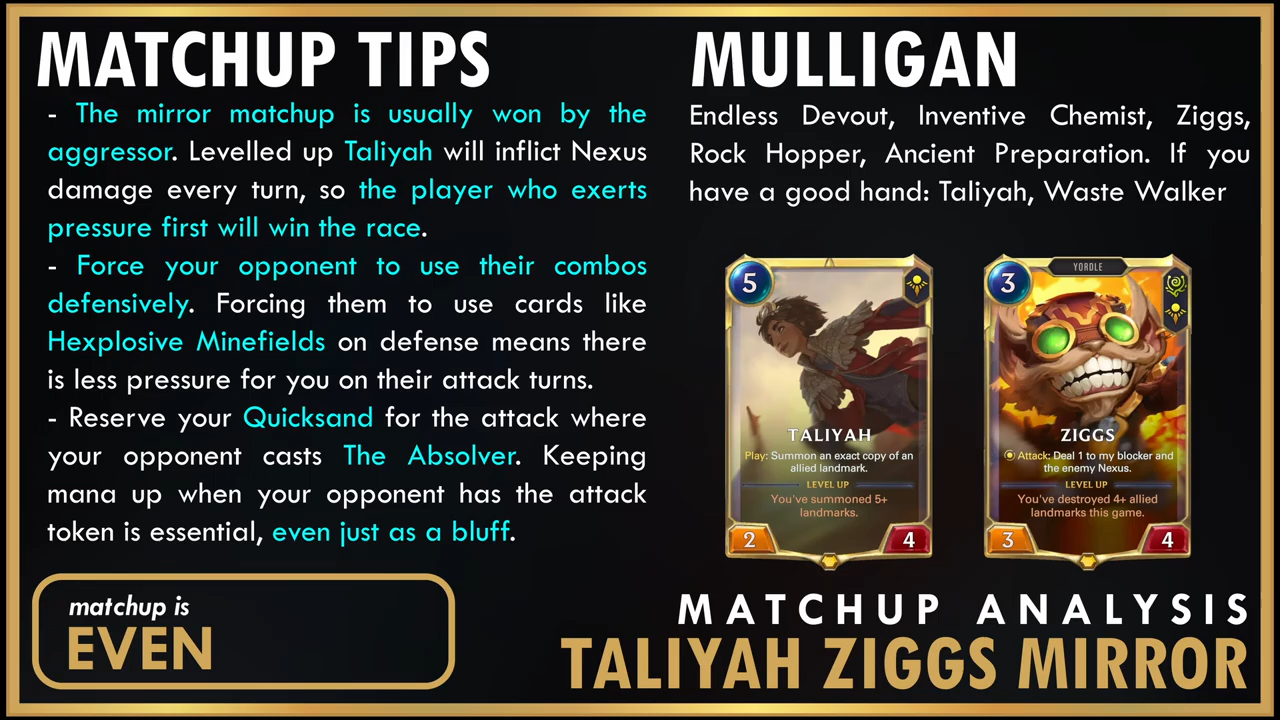 MATCHUP TIPS
- The mirror matchup is usually won by the
aggressor. Levelled up Taliyah will inflict Nexus
damage every turn, so the player who exerts
pressure first will win the race.
- Force your opponent to use their combos
defensively. Forcing them to use cards like
Hexplosive Minefields on defense means there
is less pressure for you on their attack turns.
- Reserve your Quicksand for the attack where
your opponent casts The Absolver. Keeping
mana up when your opponent has the attack
token is essential, even just as a bluff.
matchup is
EVEN
MULLIGAN
Endless Devout, Inventive Chemist, Ziggs,
Rock Hopper, Ancient Preparation. If you
have a good hand: Taliyah, Waste Walker
5
TALIYAH
Play: Summon an exact copy of an
allied landmark.
LEVEL UP
You've summoned 5+
landmarks.
2
4
3
YORDLE
ZIGGS
Attack: Deal 1 to my blocker and
the enemy Nexus.
LEVEL UP
You've destroyed 4+ allied
landmarks this game.
3
4
MATCHUP ANALYSIS
TALIYAH ZIGGS MIRROR